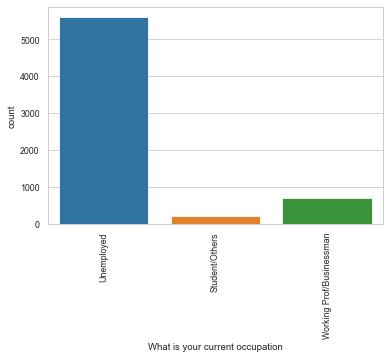 5000
4000
3000
2000
1000
0
count
Unemployed
Student/Others
Working Prof/Businessman
What is your current occupation